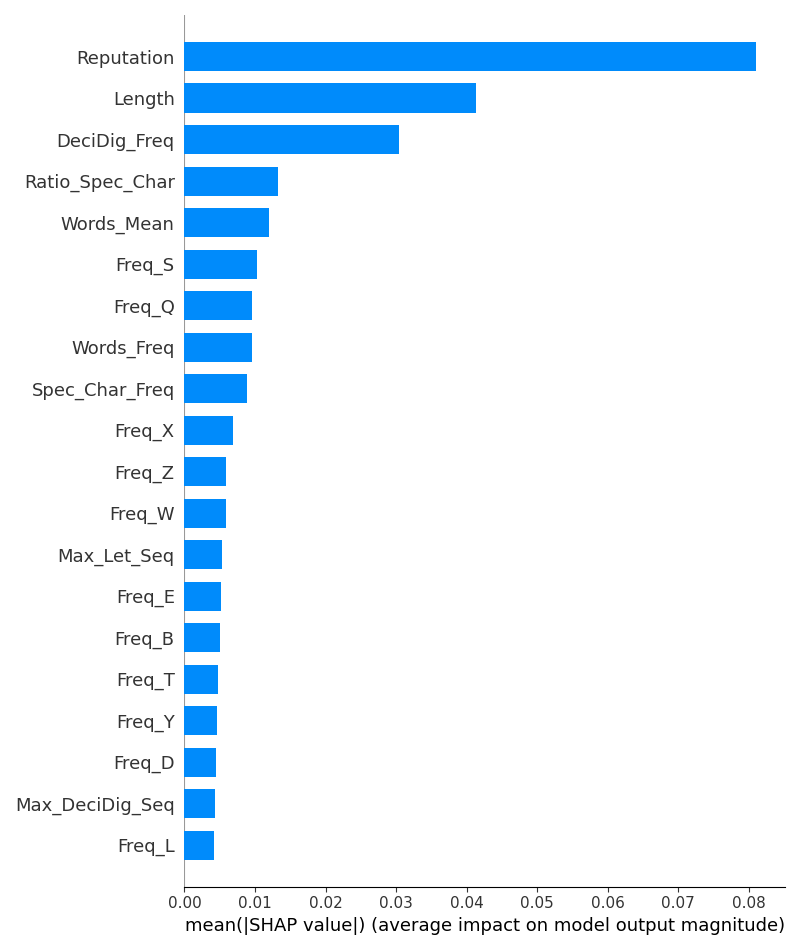 Reputation
Length
DeciDig_Freq
Ratio_Spec_Char
Words_Mean
Freq_S
Freq_Q
Words_Freq
Spec_Char_Freq
Freq_X
Freq_Z
Freq_W
Max_Let_Seq
Freq_E
Freq_B
Freq_T
Freq_Y
Freq_D
Max_DeciDig_Seq
Freq_L
0.00 0.01 0.02 0.03 0.04 0.05 0.06 0.07 0.08
mean(|SHAP value|) (average impact on model output magnitude)